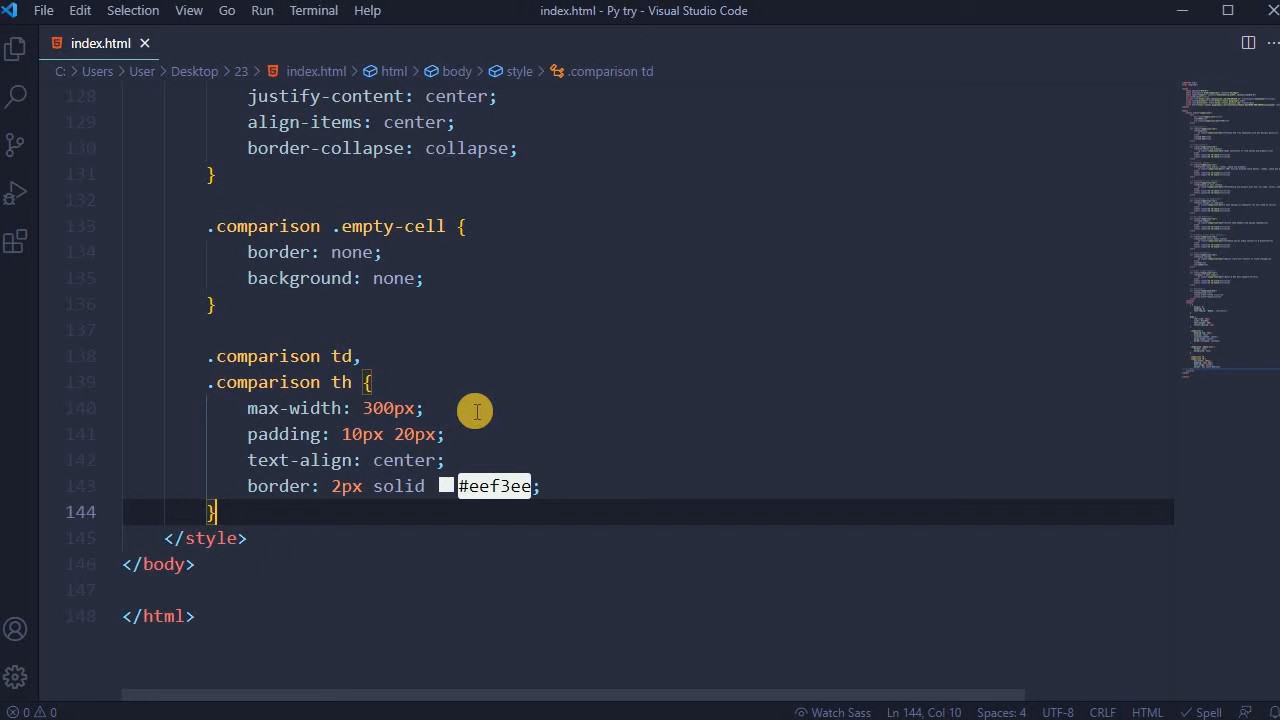 File Edit Selection View Go Run Terminal Help index.html - Py try - Visual Studio Code
index.html
C: > Users > User > Desktop > 23 > index.html > html > body > style > .comparison td
128 justify-content: center;
129 align-items: center;
130 border-collapse: collapse;
131 }
132
133 .comparison .empty-cell {
134 border: none;
135 background: none;
136 }
137
138 .comparison td,
139 .comparison th {
140 max-width: 300px;
141 padding: 10px 20px;
142 text-align: center;
143 border: 2px solid #eef3ee;
144 }
145 </style>
146 </body>
147
148 </html>
0 0 Watch Sass Ln 144, Col 10 Spaces: 4 UTF-8 CRLF HTML Spell